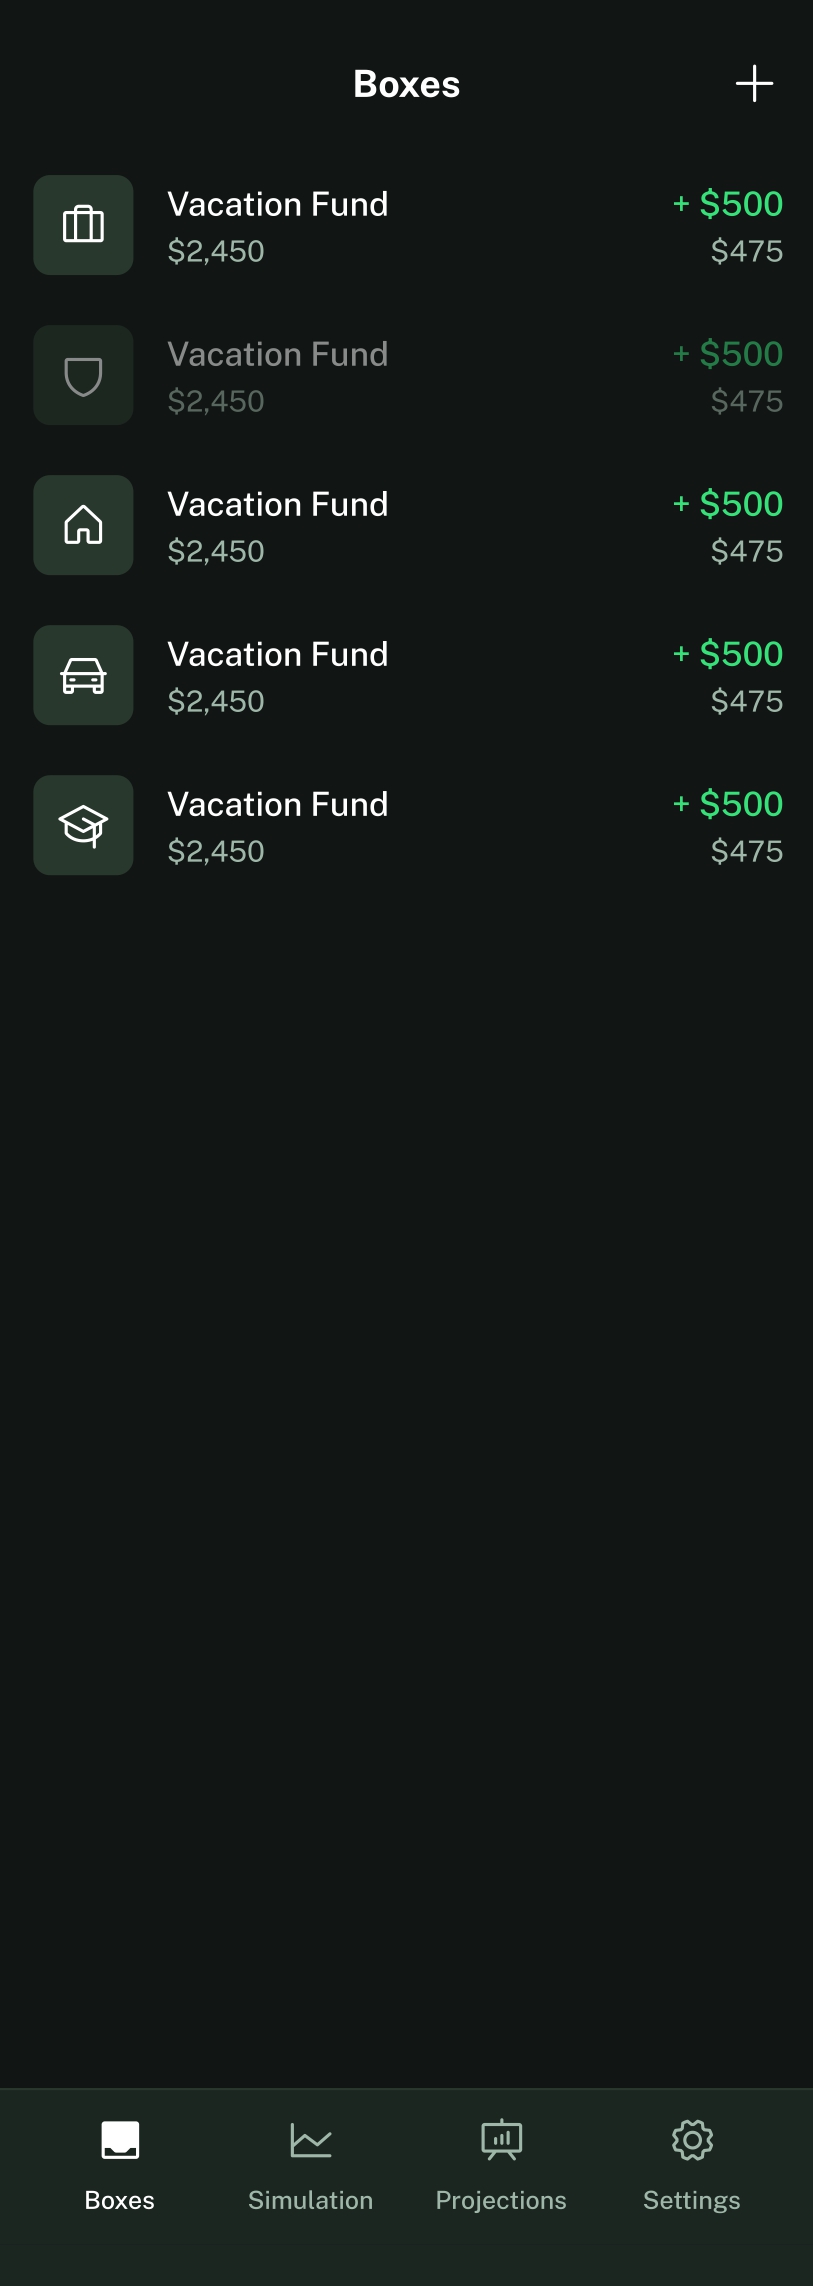 Boxes
Vacation Fund + $500
$2,450 $475
Vacation Fund + $500
$2,450 $475
Vacation Fund + $500
$2,450 $475
Vacation Fund + $500
$2,450 $475
Vacation Fund + $500
$2,450 $475
Boxes Simulation Projections Settings